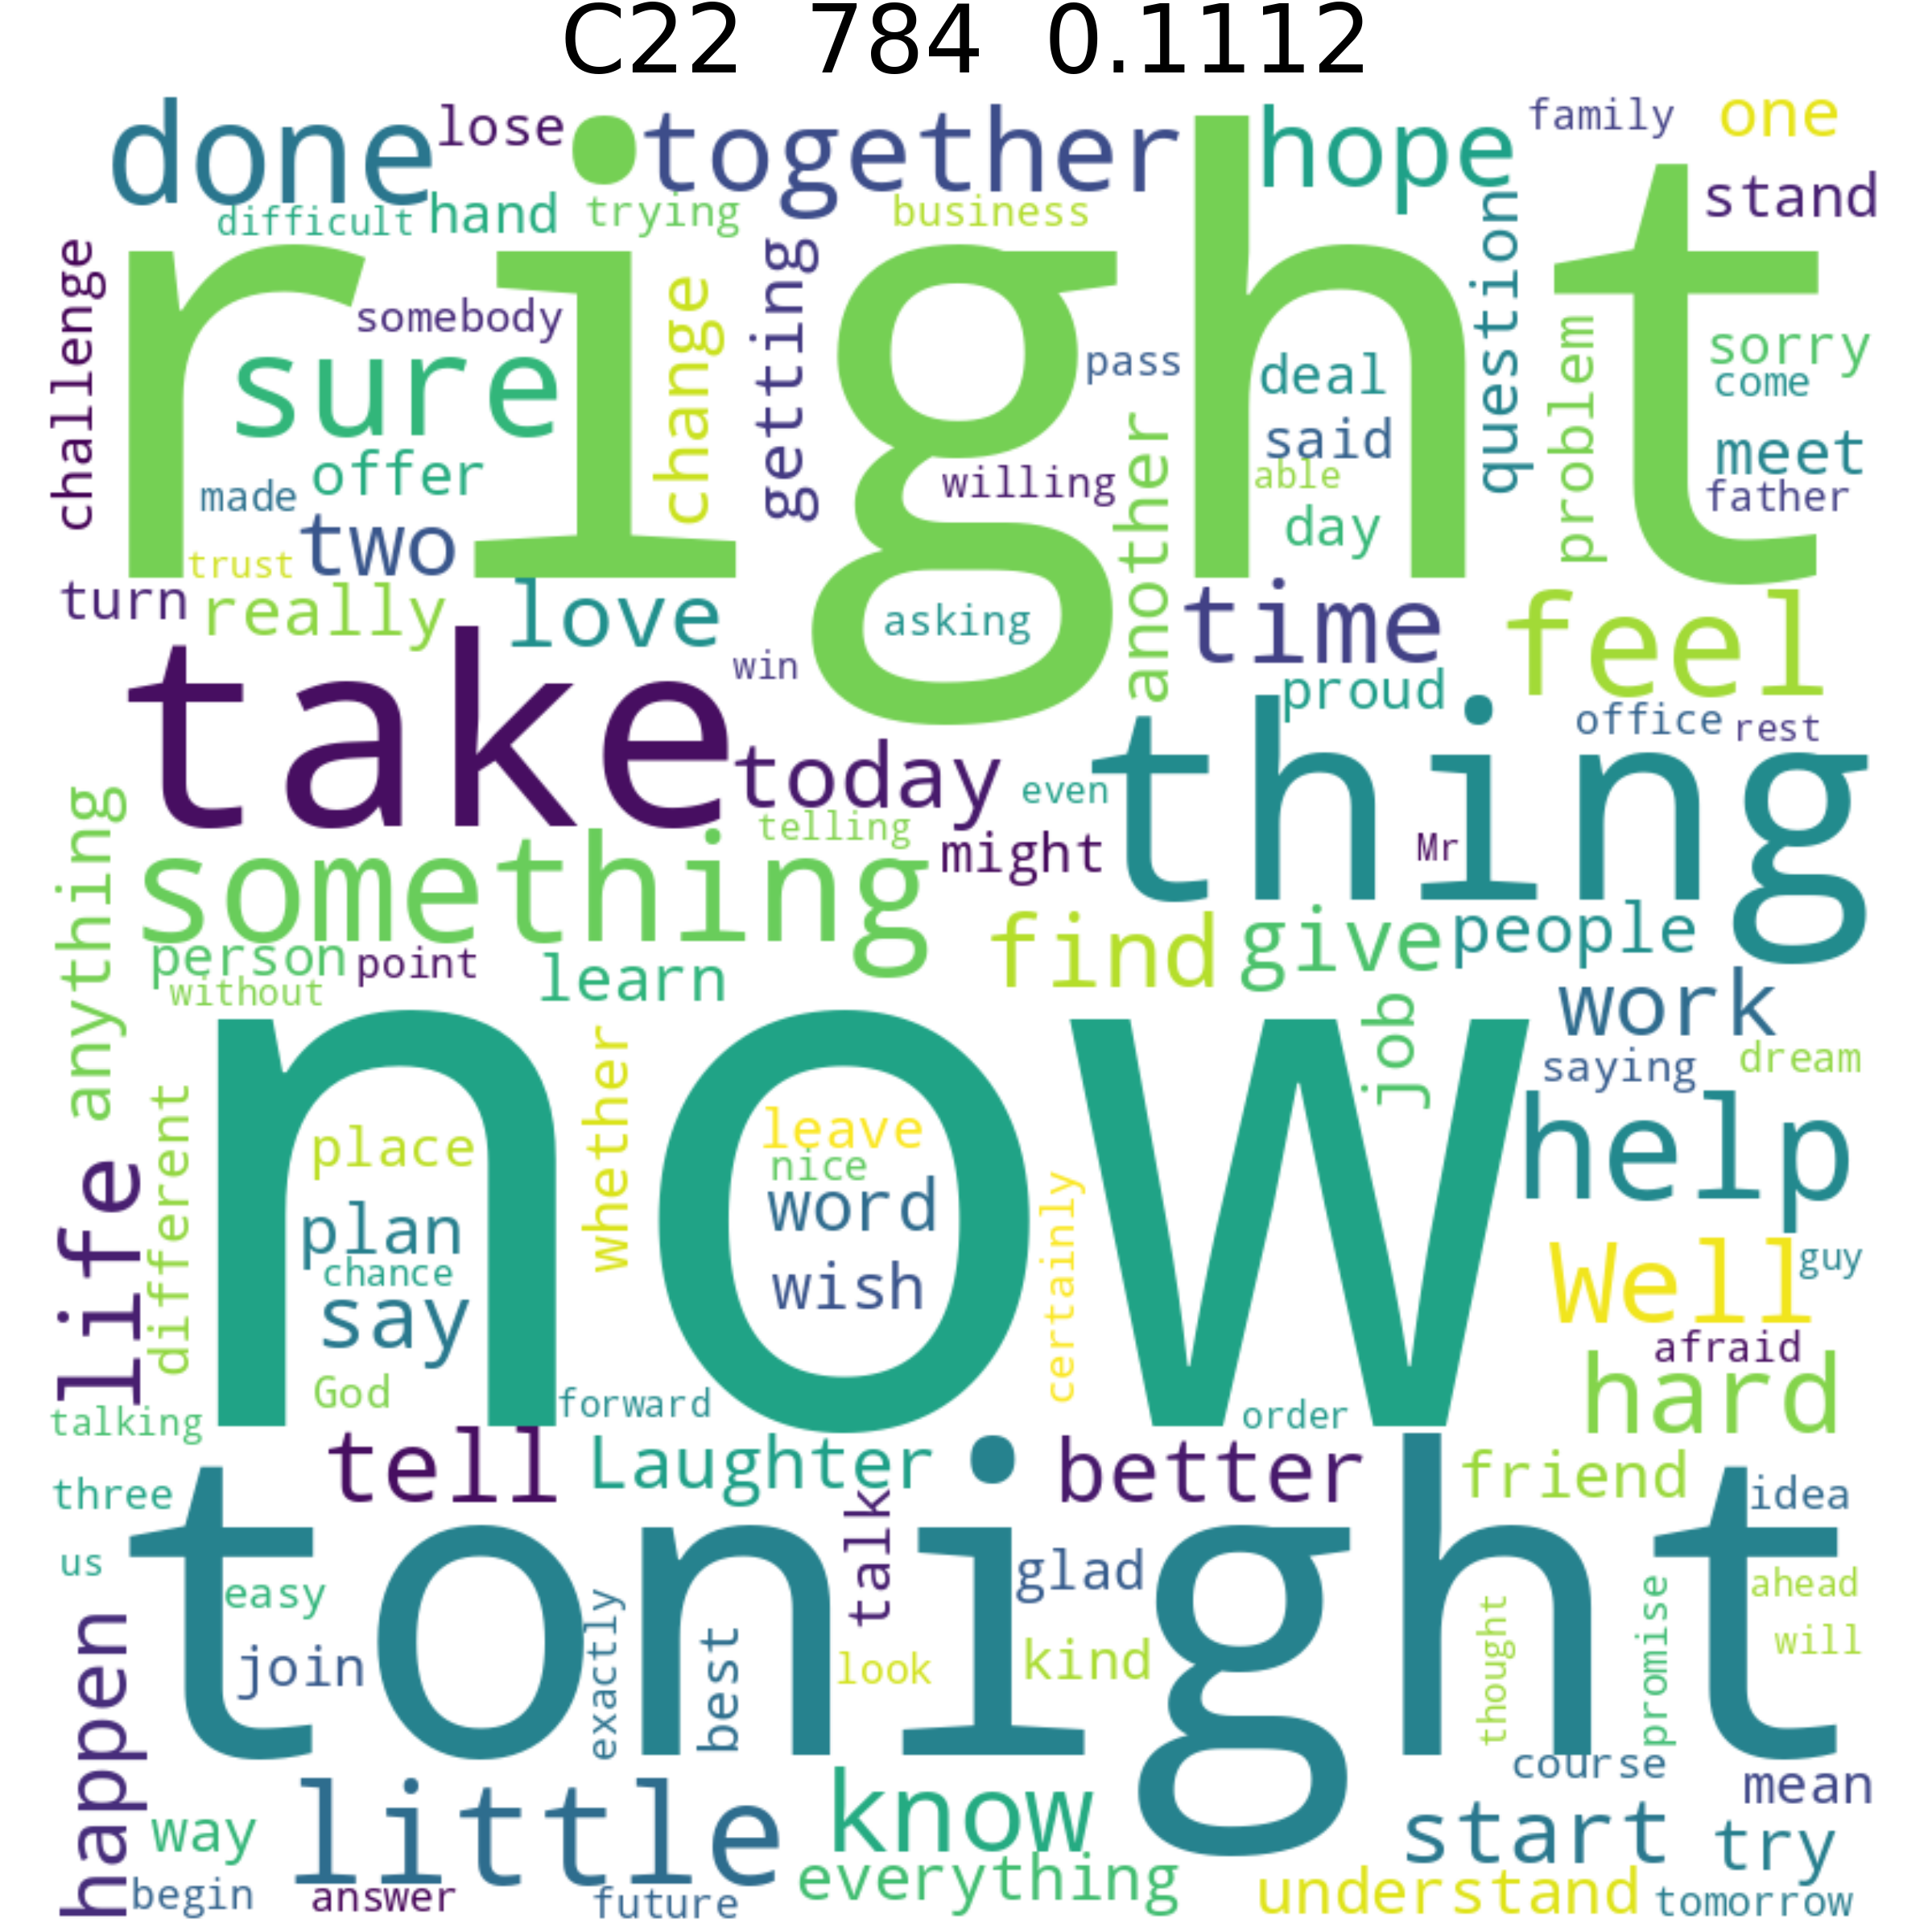 C22 784 0.1112
done
lose
together
hope
family
one
difficult
hand
trying
business
stand
right
challenge
somebody
change
getting
pass
deal
question
problem
sorry
come
sure
offer
made
two
trust
willing
another
said
able
day
meet
father
turn
really
love
win
asking
time
feel
proud
office
rest
take
today
even
telling
might
thing
Mr
anything
something
person
point
without
learn
find
give
people
work
saying
dream
job
now
place
plan
chance
say
God
whether
leave
nice
word
wish
certainly
help
Well
guy
afraid
hard
life
different
talking
forward
order
tell
Laughter
better
friend
idea
three
us
tonight
easy
join
exactly
best
talk
look
glad
kind
thought
promise
ahead
will
happen
way
little
know
course
mean
start
try
begin
answer
future
everything
understand
tomorrow